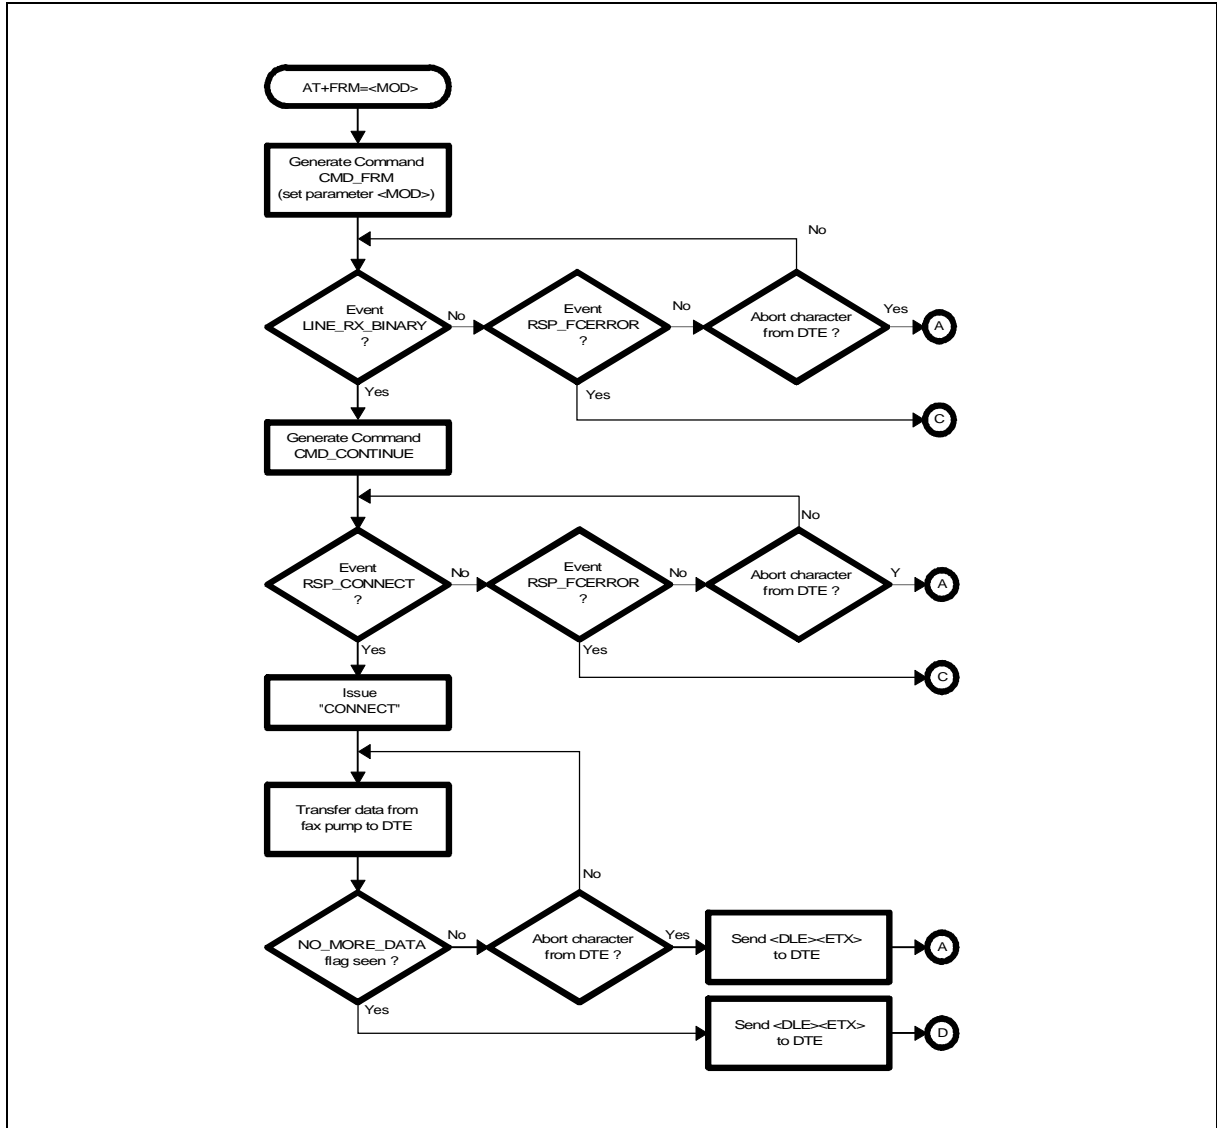 AT+FRM=<MOD>
Generate Command
CMD_FRM
(set parameter <MOD>)
No
Event
LINE_RX_BINARY
?
No
Event
RSP_FCERROR
?
No
Abort character
from DTE ?
Yes
A
Yes
Yes
C
Generate Command
CMD_CONTINUE
No
Event
RSP_CONNECT
?
No
Event
RSP_FCERROR
?
No
Abort character
from DTE ?
Y
A
Yes
Yes
C
Issue
"CONNECT"
Transfer data from
fax pump to DTE
No
NO_MORE_DATA
flag seen ?
No
Abort character
from DTE ?
Yes
Send <DLE><ETX>
to DTE
A
Yes
Send <DLE><ETX>
to DTE
D